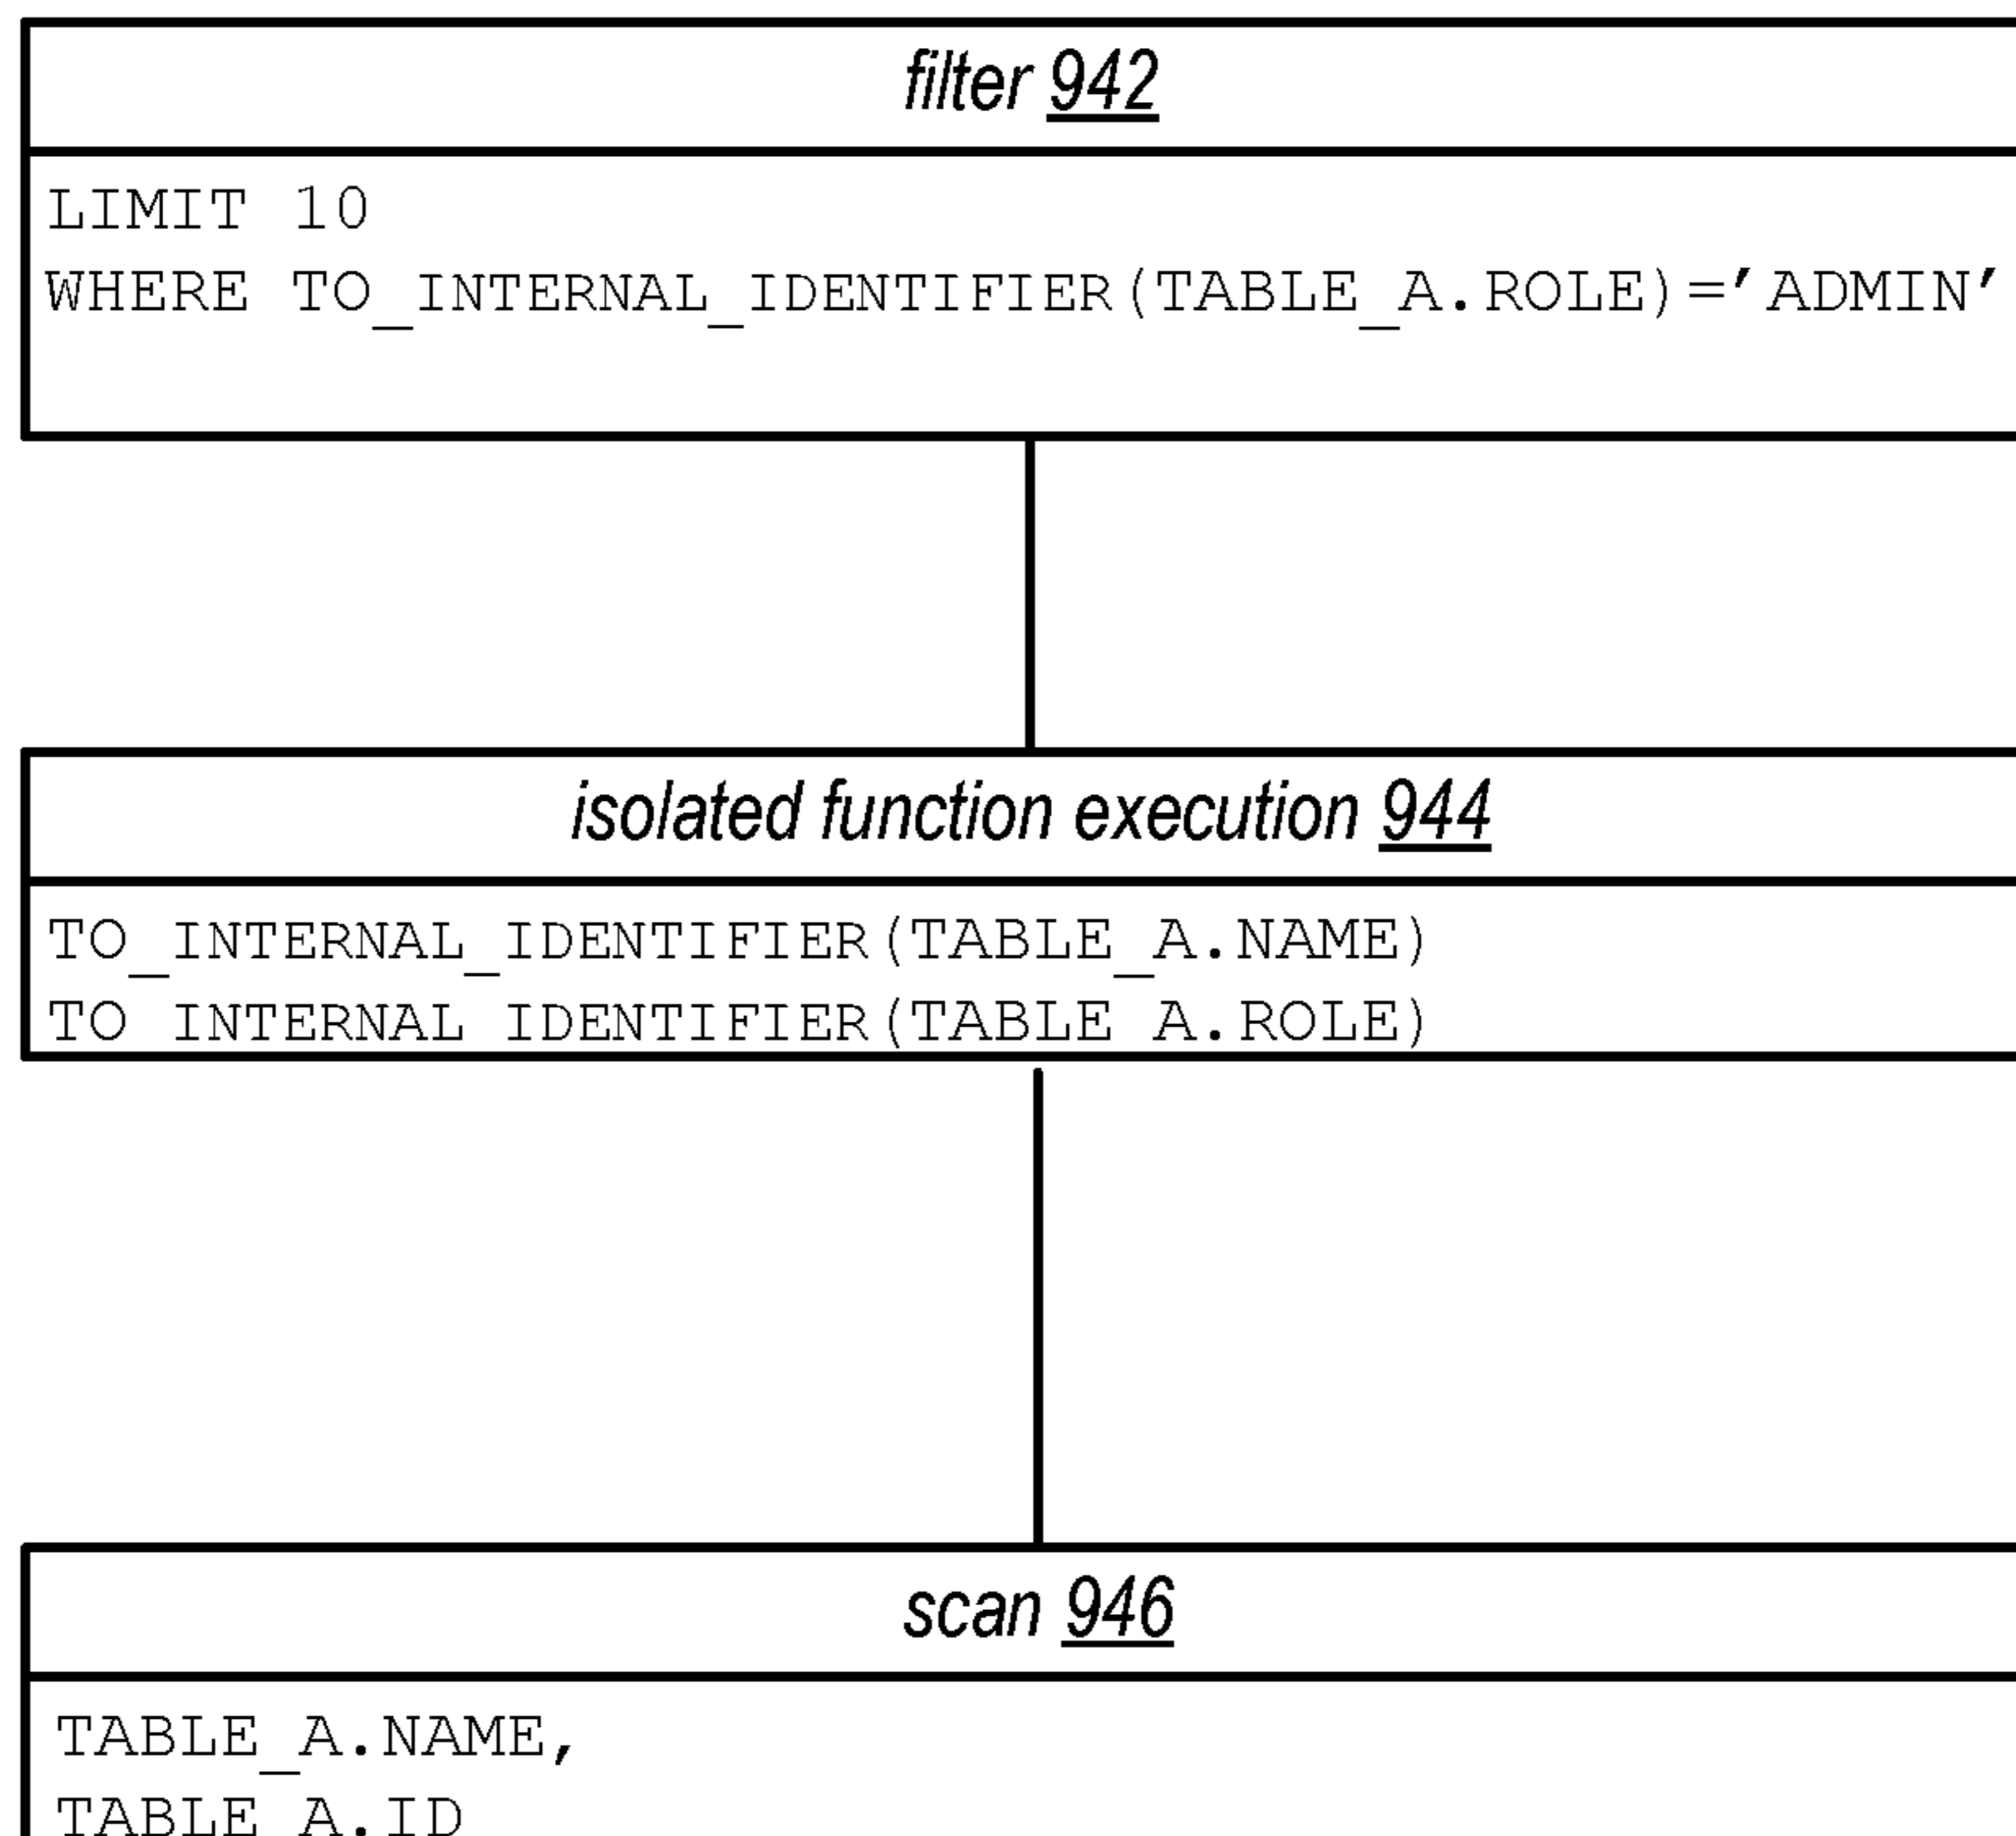 filter 942
LIMIT 10
WHERE TO_INTERNAL_IDENTIFIER(TABLE_A.ROLE)='ADMIN'
isolated function execution 944
TO_INTERNAL_IDENTIFIER(TABLE_A.NAME)
TO_INTERNAL_IDENTIFIER(TABLE_A.ROLE)
scan 946
TABLE_A.NAME,
TABLE_A.ID